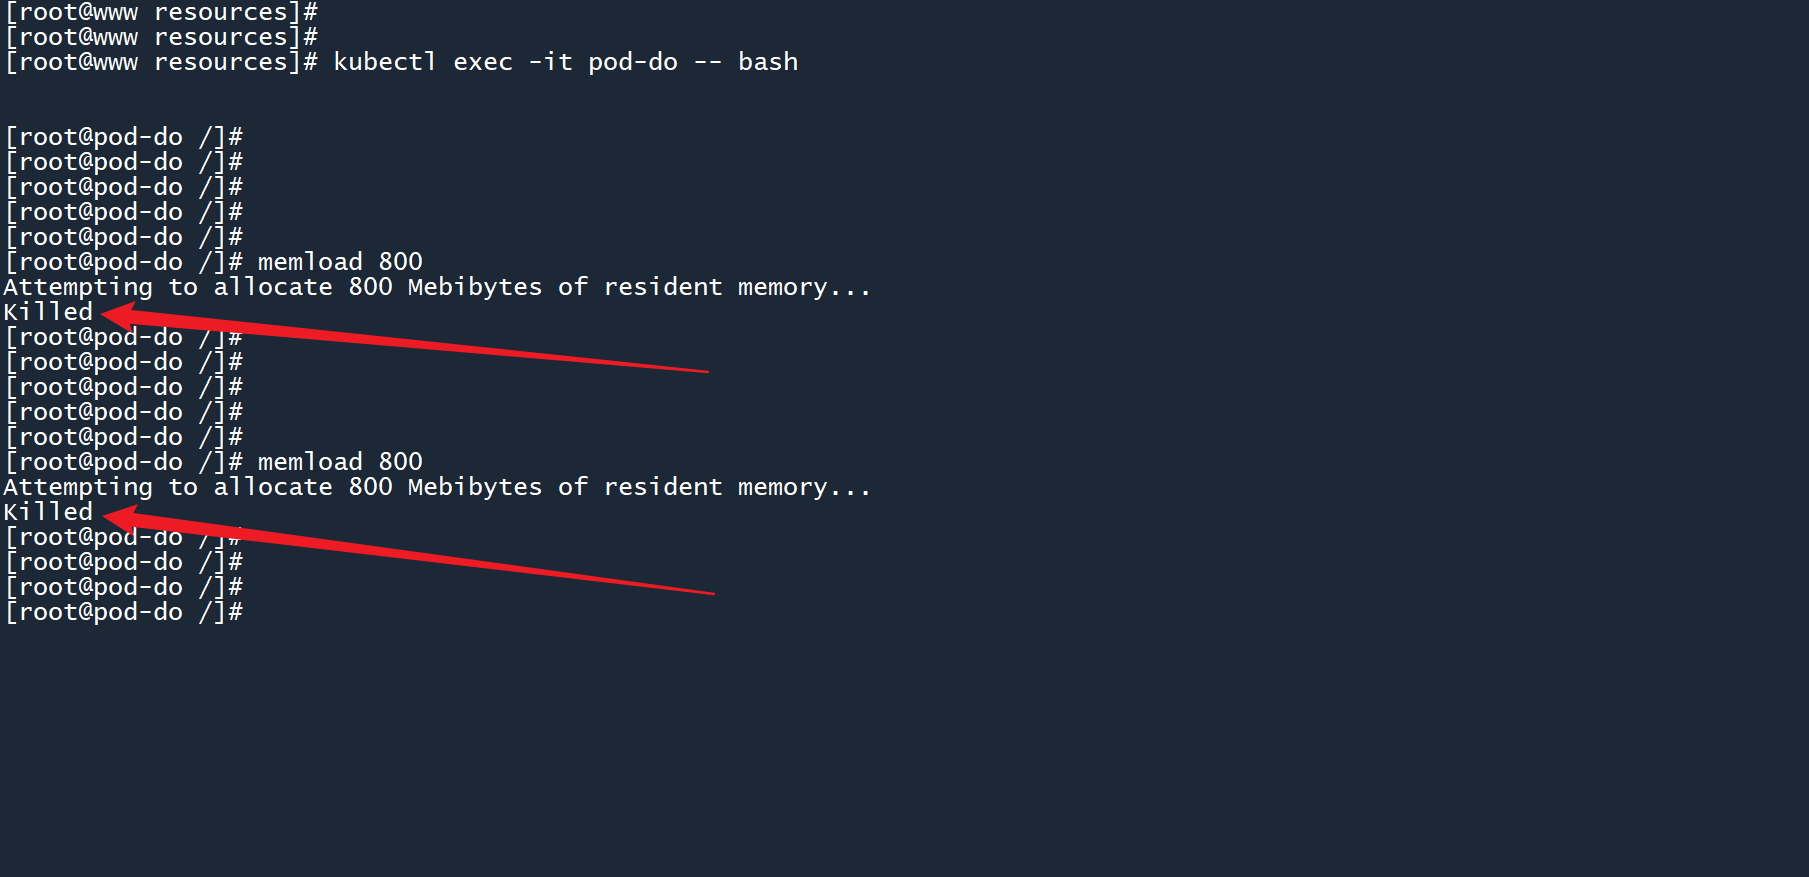 [root@www resources]#
[root@www resources]#
[root@www resources]# kubectl exec -it pod-do -- bash
[root@pod-do /]#
[root@pod-do /]#
[root@pod-do /]#
[root@pod-do /]#
[root@pod-do /]#
[root@pod-do /]# memload 800
Attempting to allocate 800 Mebibytes of resident memory...
Killed
[root@pod-do /]#
[root@pod-do /]#
[root@pod-do /]#
[root@pod-do /]#
[root@pod-do /]#
[root@pod-do /]# memload 800
Attempting to allocate 800 Mebibytes of resident memory...
Killed
[root@pod-do /]#
[root@pod-do /]#
[root@pod-do /]#
[root@pod-do /]#